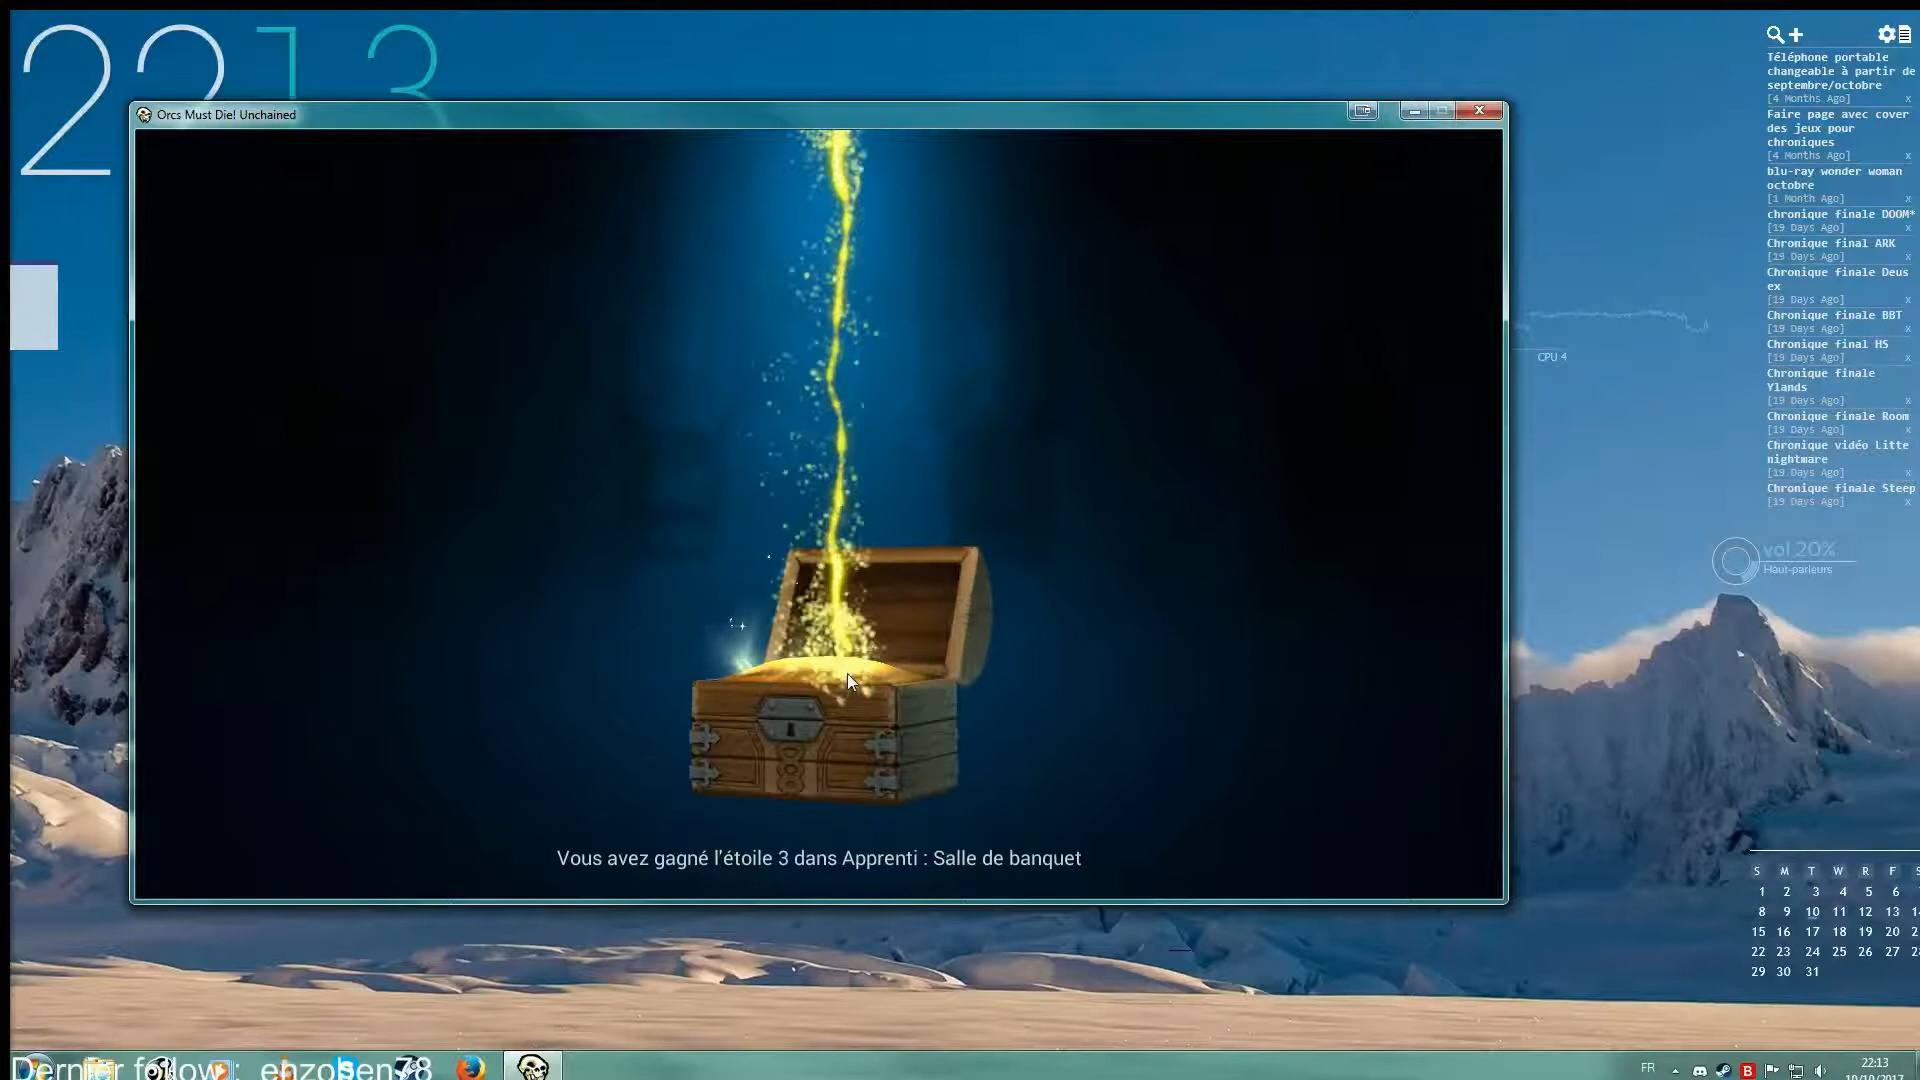 2213
Orcs Must Die! Unchained
Vous avez gagné l'étoile 3 dans Apprenti : Salle de banquet
Téléphone portable
changeable à partir de
septembre/octobre
[4 Months Ago] x
Faire page avec cover
des jeux pour
chroniques
[4 Months Ago] x
blu-ray wonder woman
octobre
[1 Month Ago] x
chronique finale DOOM*
[19 Days Ago] x
Chronique final ARK
[19 Days Ago] x
Chronique finale Deus
ex
[19 Days Ago] x
Chronique finale BBT
[19 Days Ago] x
Chronique final HS
[19 Days Ago] x
Chronique finale
Ylands
[19 Days Ago] x
Chronique finale Room
[19 Days Ago] x
Chronique vidéo Litte
nightmare
[19 Days Ago] x
Chronique finale Steep
[19 Days Ago] x
CPU 4
vol 20%
Haut-parleurs
S M T W R F S
1 2 3 4 5 6
8 9 10 11 12 13
15 16 17 18 19 20
22 23 24 25 26 27
29 30 31
Dernier follow : enzoben78
FR
22:13
10/10/2017